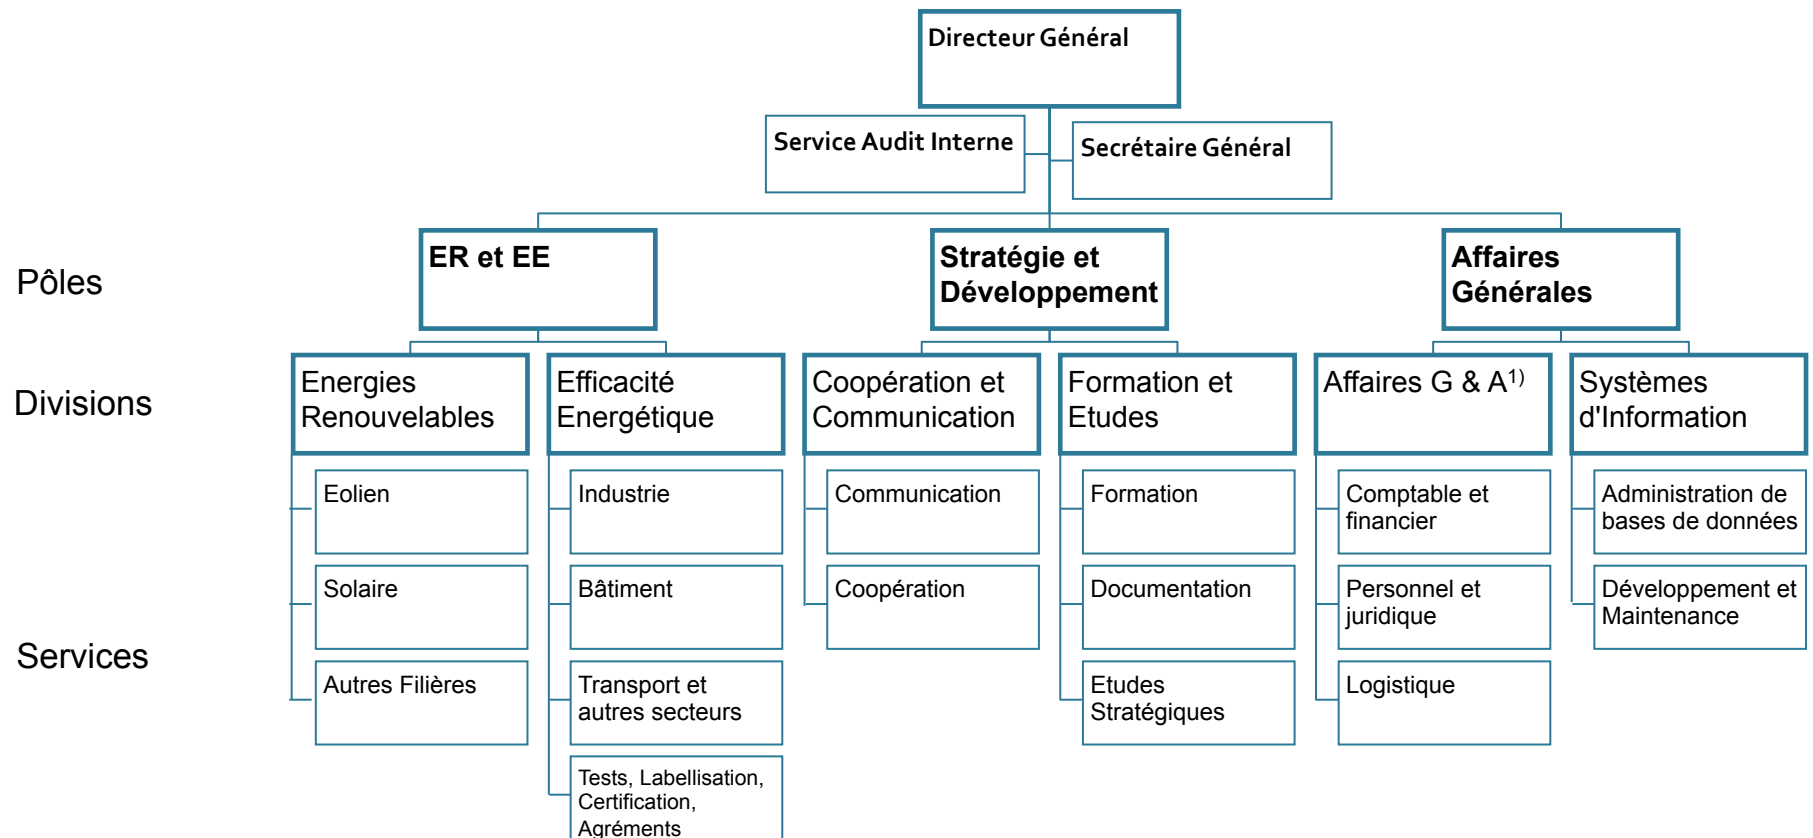 Directeur Général
Service Audit Interne
Secrétaire Général
Pôles
ER et EE
Stratégie et
Développement
Affaires
Générales
Divisions
Energies
Renouvelables
Efficacité
Energétique
Coopération et
Communication
Formation et
Etudes
Affaires G & A1)
Systèmes
d'Information
Services
Eolien
Solaire
Autres Filières
Industrie
Bâtiment
Transport et
autres secteurs
Tests, Labellisation,
Certification,
Agréments
Communication
Coopération
Formation
Documentation
Etudes
Stratégiques
Comptable et
financier
Personnel et
juridique
Logistique
Administration de
bases de données
Développement et
Maintenance